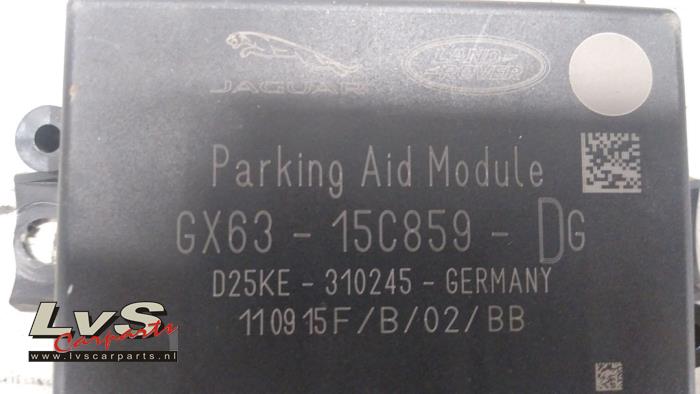 JAGUAR
LAND ROVER
Parking Aid Module
GX63 - 15C859 - DG
D25KE - 310245 - GERMANY
110915F/B/02/BB
LvS
Carparts
www.lvscarparts.nl